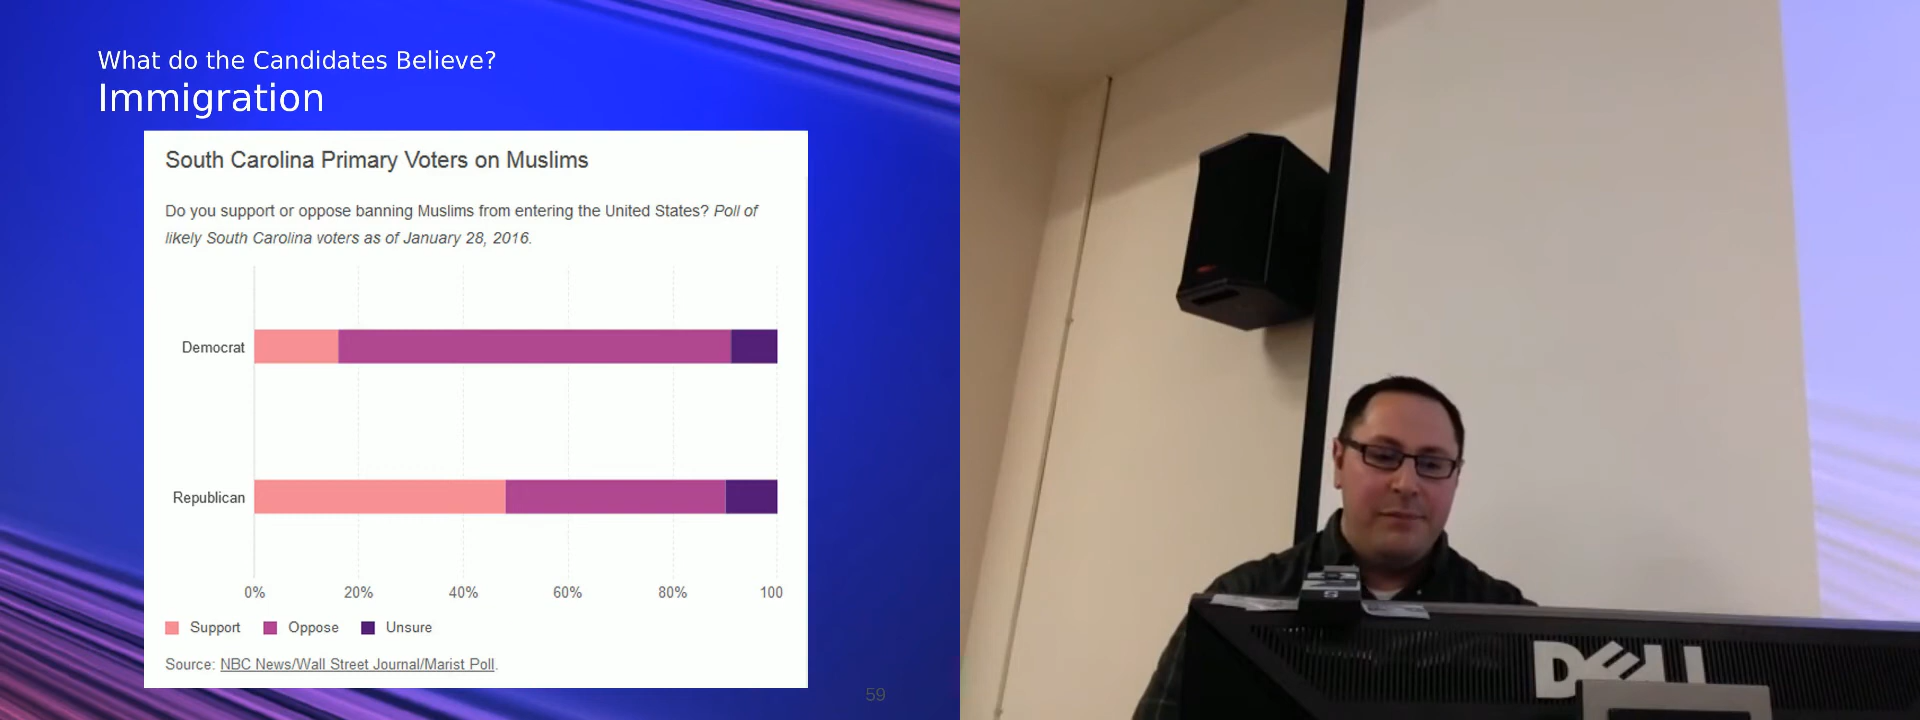 What do the Candidates Believe?
Immigration
South Carolina Primary Voters on Muslims
Do you support or oppose banning Muslims from entering the United States? Poll of
likely South Carolina voters as of January 28, 2016.
Democrat
Republican
0% 20% 40% 60% 80% 100
Support Oppose Unsure
Source: NBC News/Wall Street Journal/Marist Poll.
59
DELL